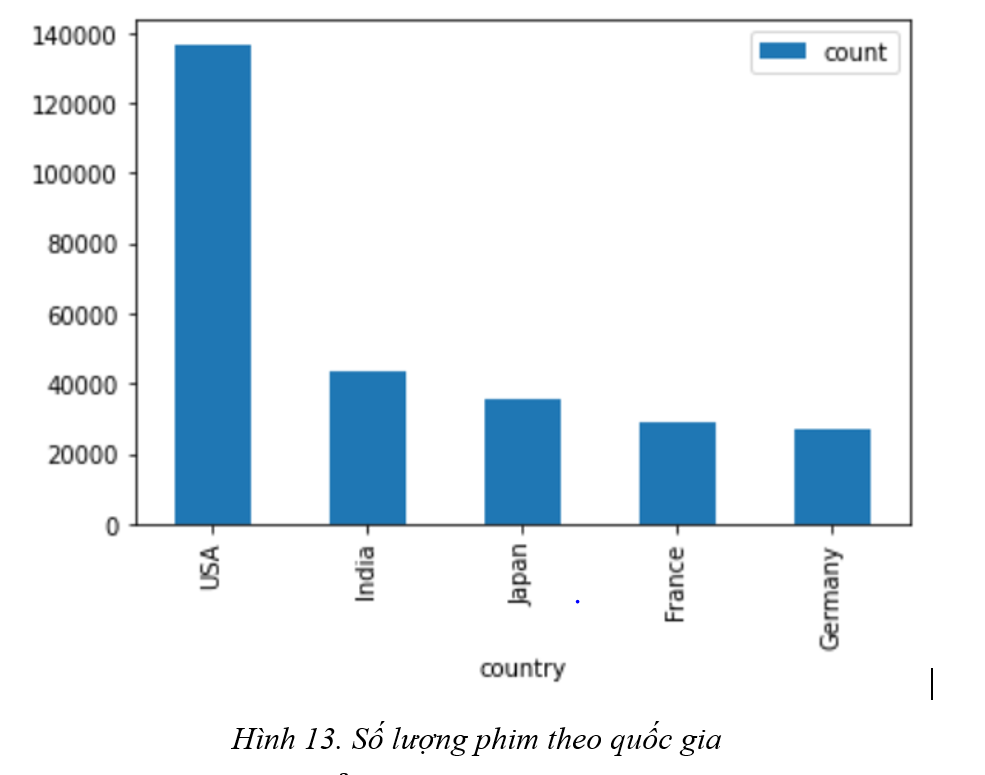 140000
120000
100000
80000
60000
40000
20000
0
count
USA
India
Japan
France
Germany
country
Hình 13. Số lượng phim theo quốc gia